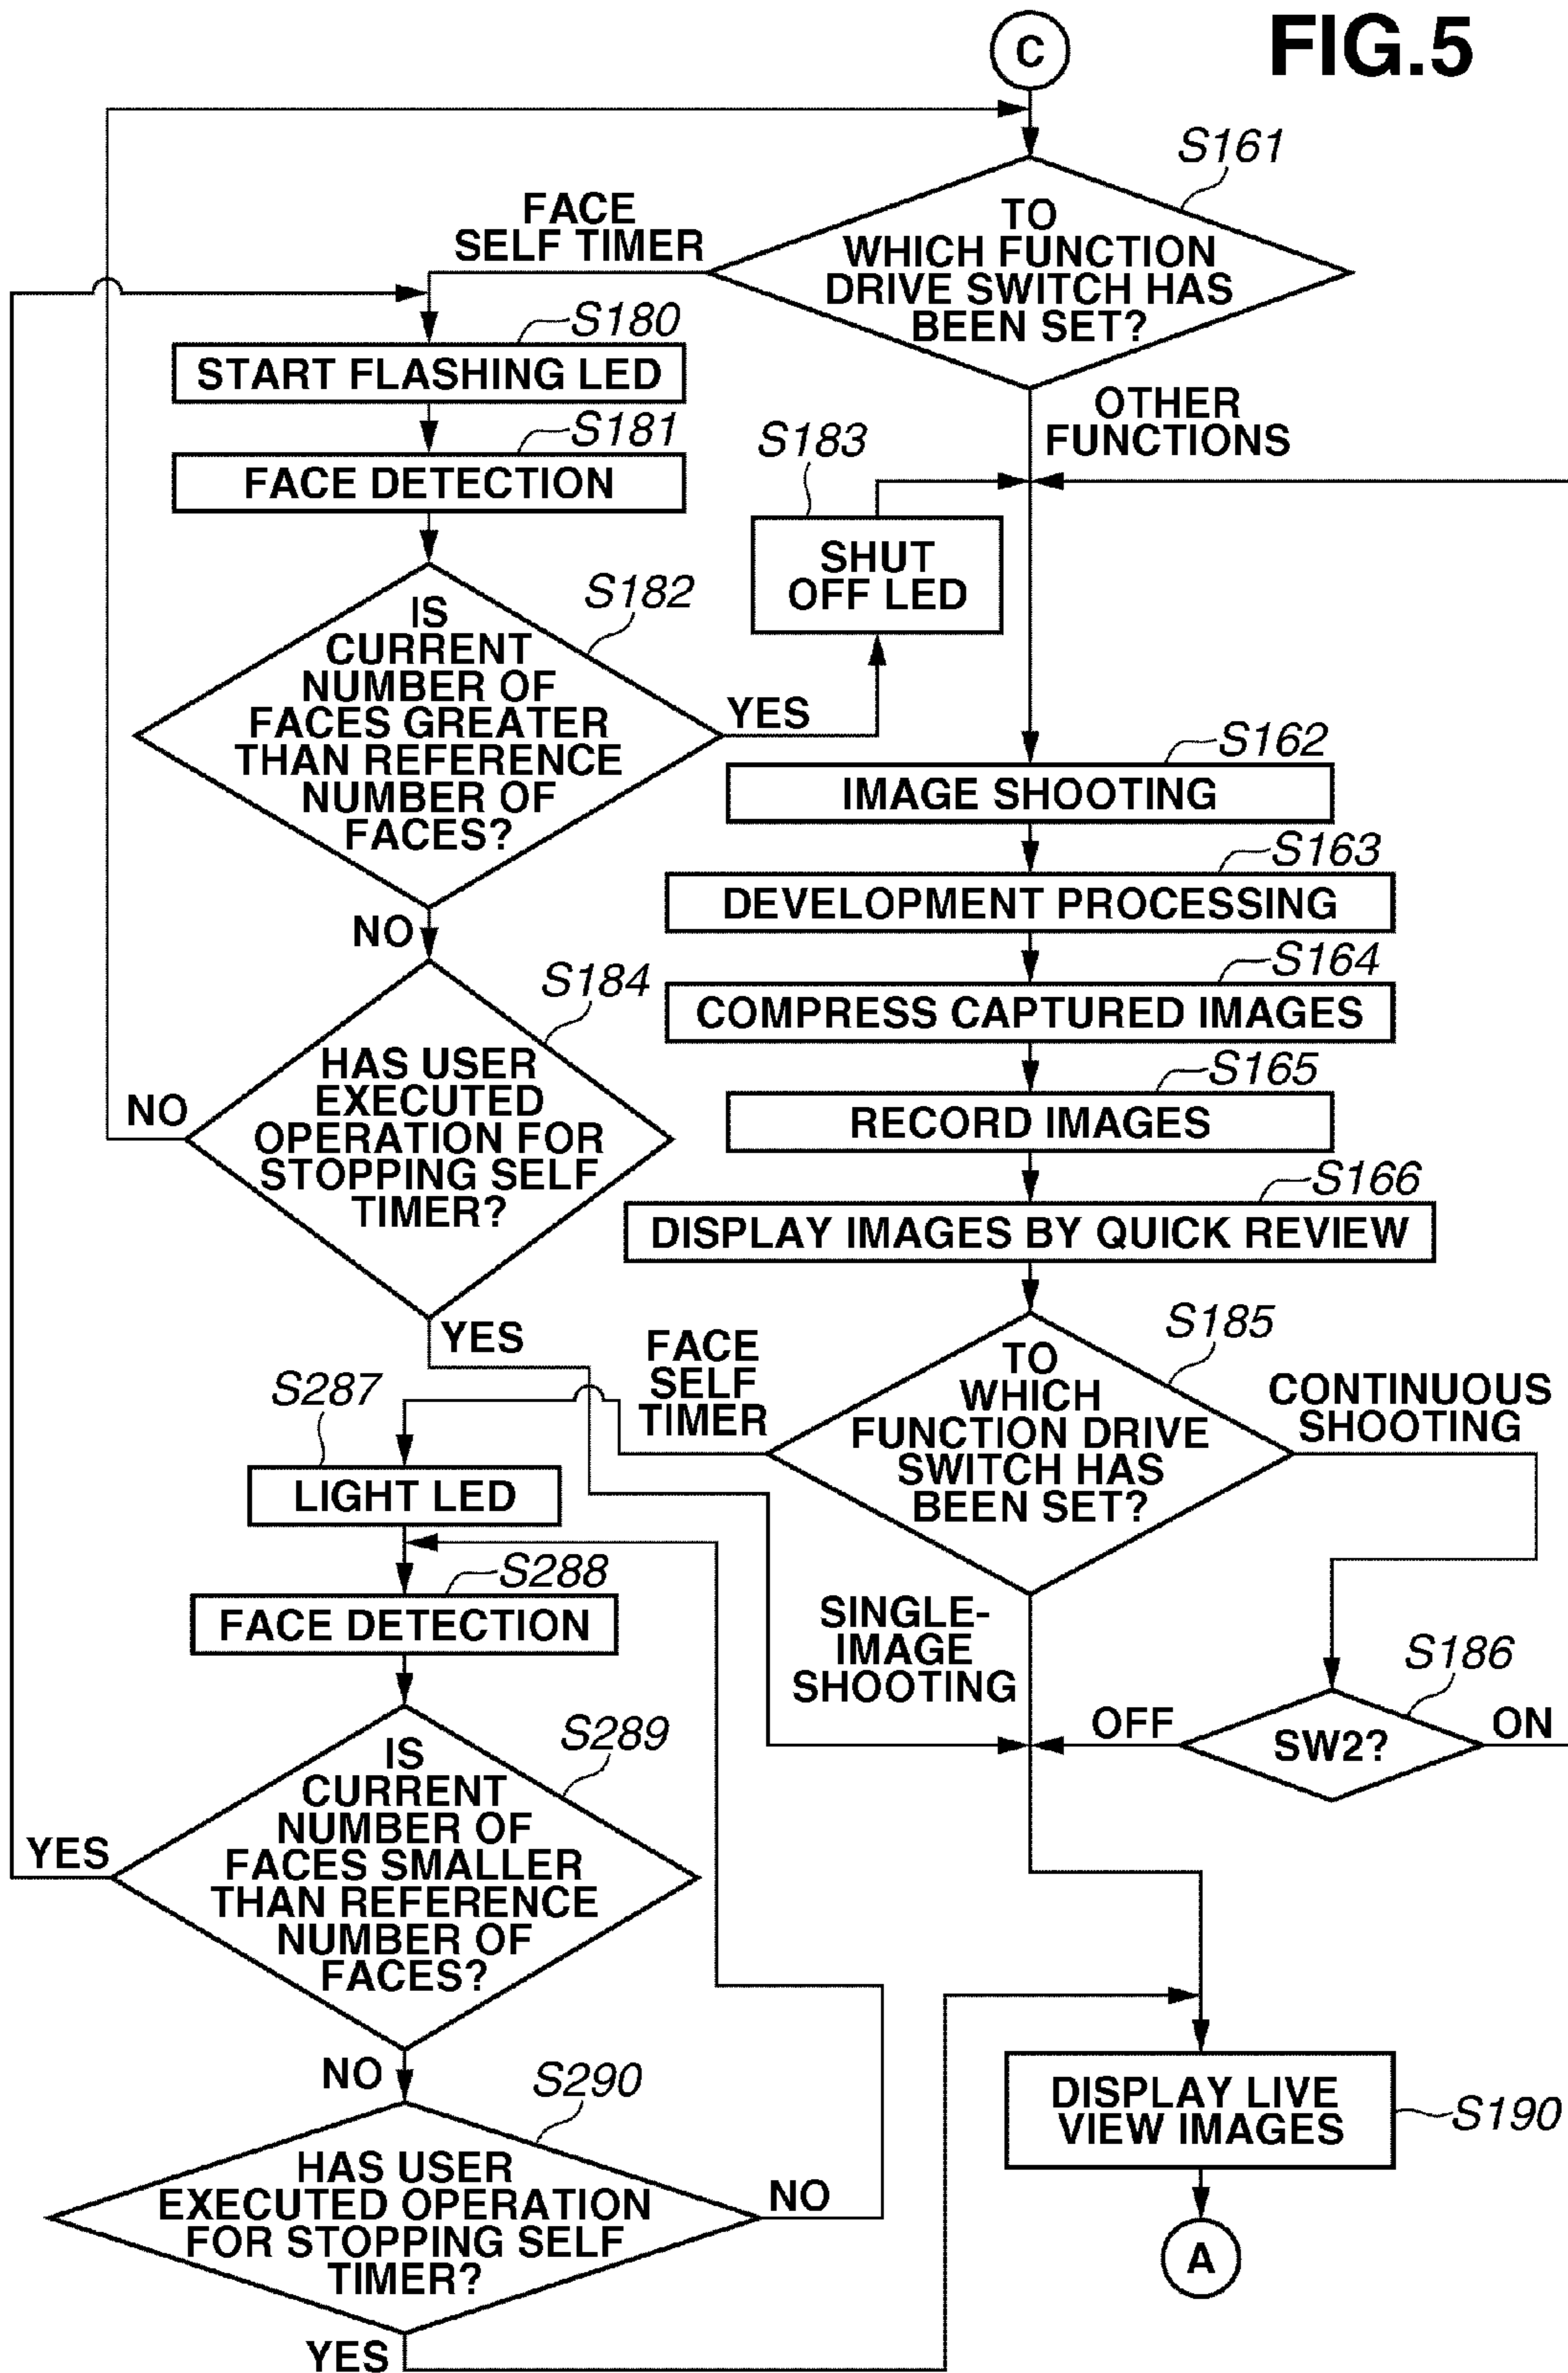 FIG.5
C
S161
TO
WHICH FUNCTION
DRIVE SWITCH HAS
BEEN SET?
FACE
SELF TIMER
OTHER
FUNCTIONS
S180
START FLASHING LED
S181
FACE DETECTION
S182
IS
CURRENT
NUMBER OF
FACES GREATER
THAN REFERENCE
NUMBER OF
FACES?
YES
NO
S183
SHUT
OFF LED
S184
HAS USER
EXECUTED
OPERATION FOR
STOPPING SELF
TIMER?
NO
YES
S162
IMAGE SHOOTING
S163
DEVELOPMENT PROCESSING
S164
COMPRESS CAPTURED IMAGES
S165
RECORD IMAGES
S166
DISPLAY IMAGES BY QUICK REVIEW
S185
TO
WHICH
FUNCTION DRIVE
SWITCH HAS
BEEN SET?
FACE
SELF
TIMER
CONTINUOUS
SHOOTING
SINGLE-
IMAGE
SHOOTING
S186
SW2?
OFF
ON
S287
LIGHT LED
S288
FACE DETECTION
S289
IS
CURRENT
NUMBER OF
FACES SMALLER
THAN REFERENCE
NUMBER OF
FACES?
YES
NO
S290
HAS USER
EXECUTED OPERATION
FOR STOPPING SELF
TIMER?
NO
YES
DISPLAY LIVE
VIEW IMAGES
S190
A